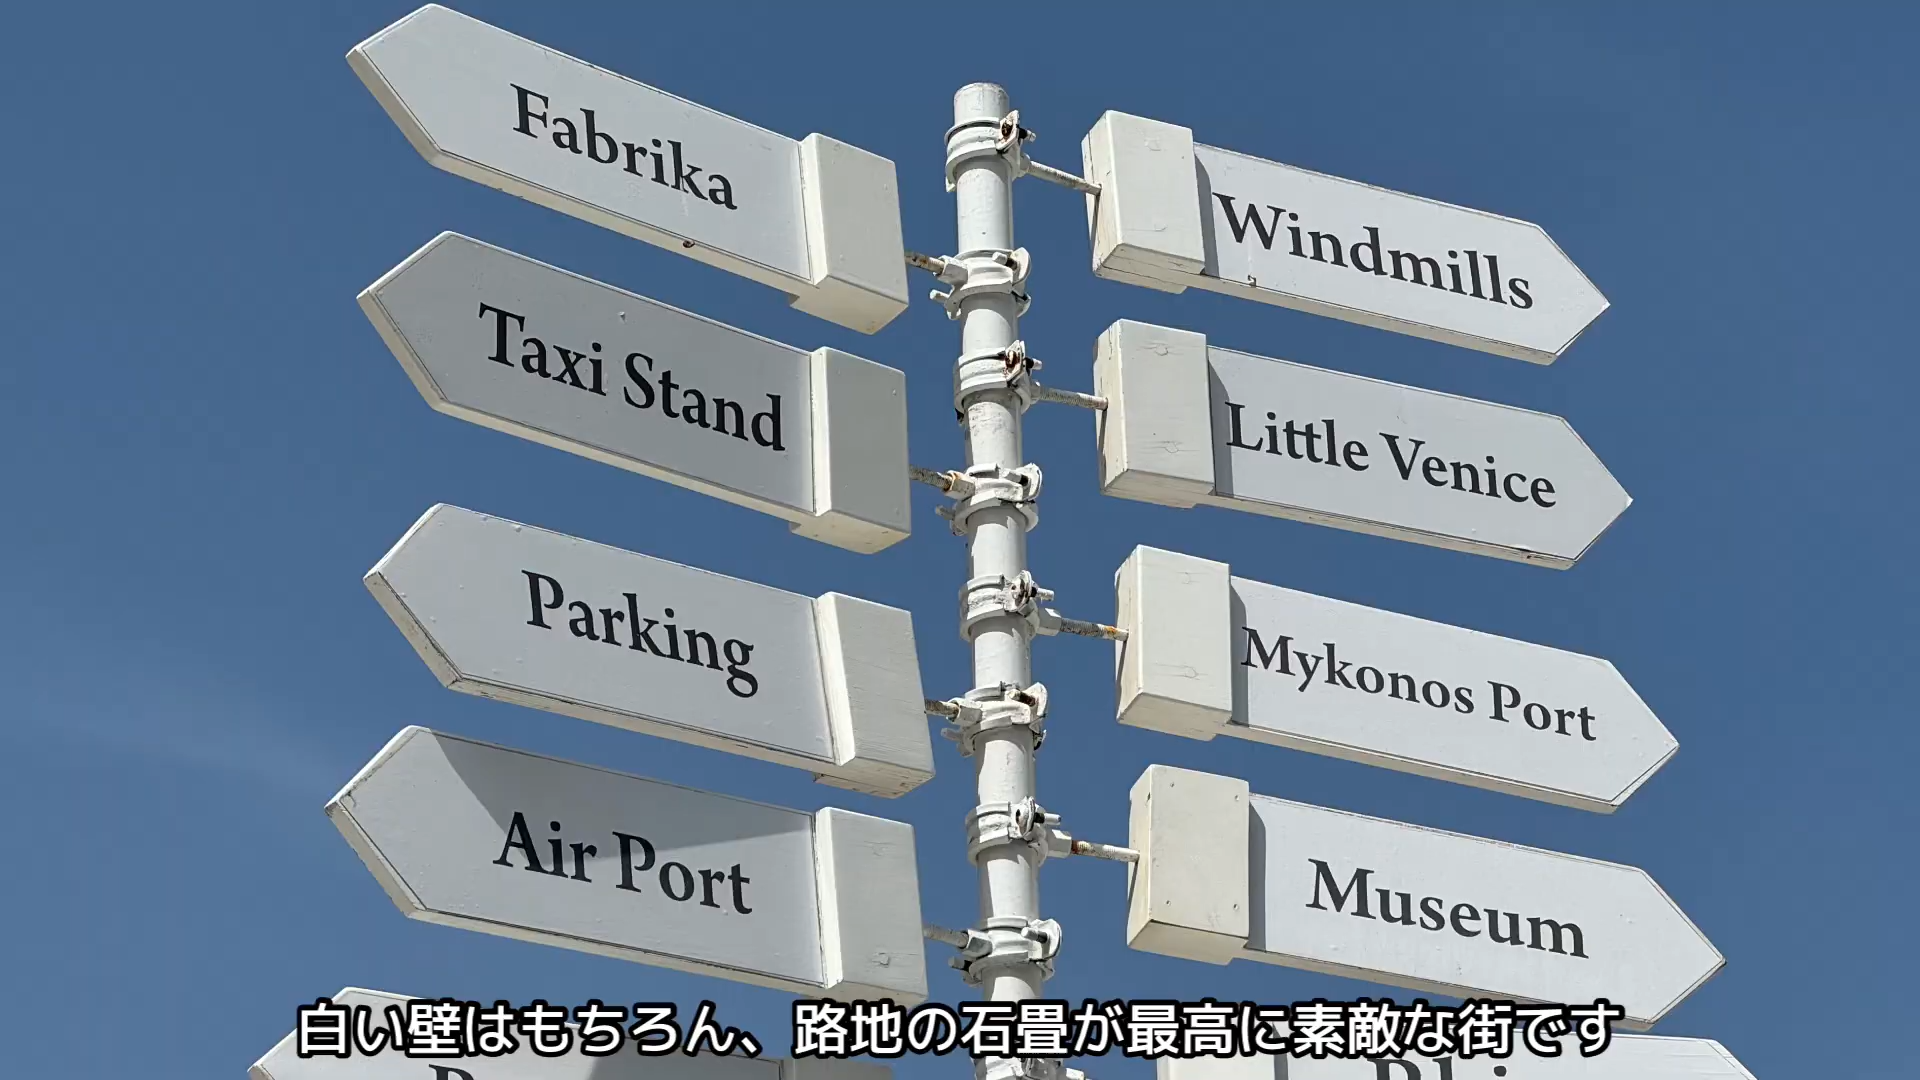 Fabrika
Windmills
Taxi Stand
Little Venice
Parking
Mykonos Port
Air Port
Museum
白い壁はもちろん、路地の石畳が最高に素敵な街です